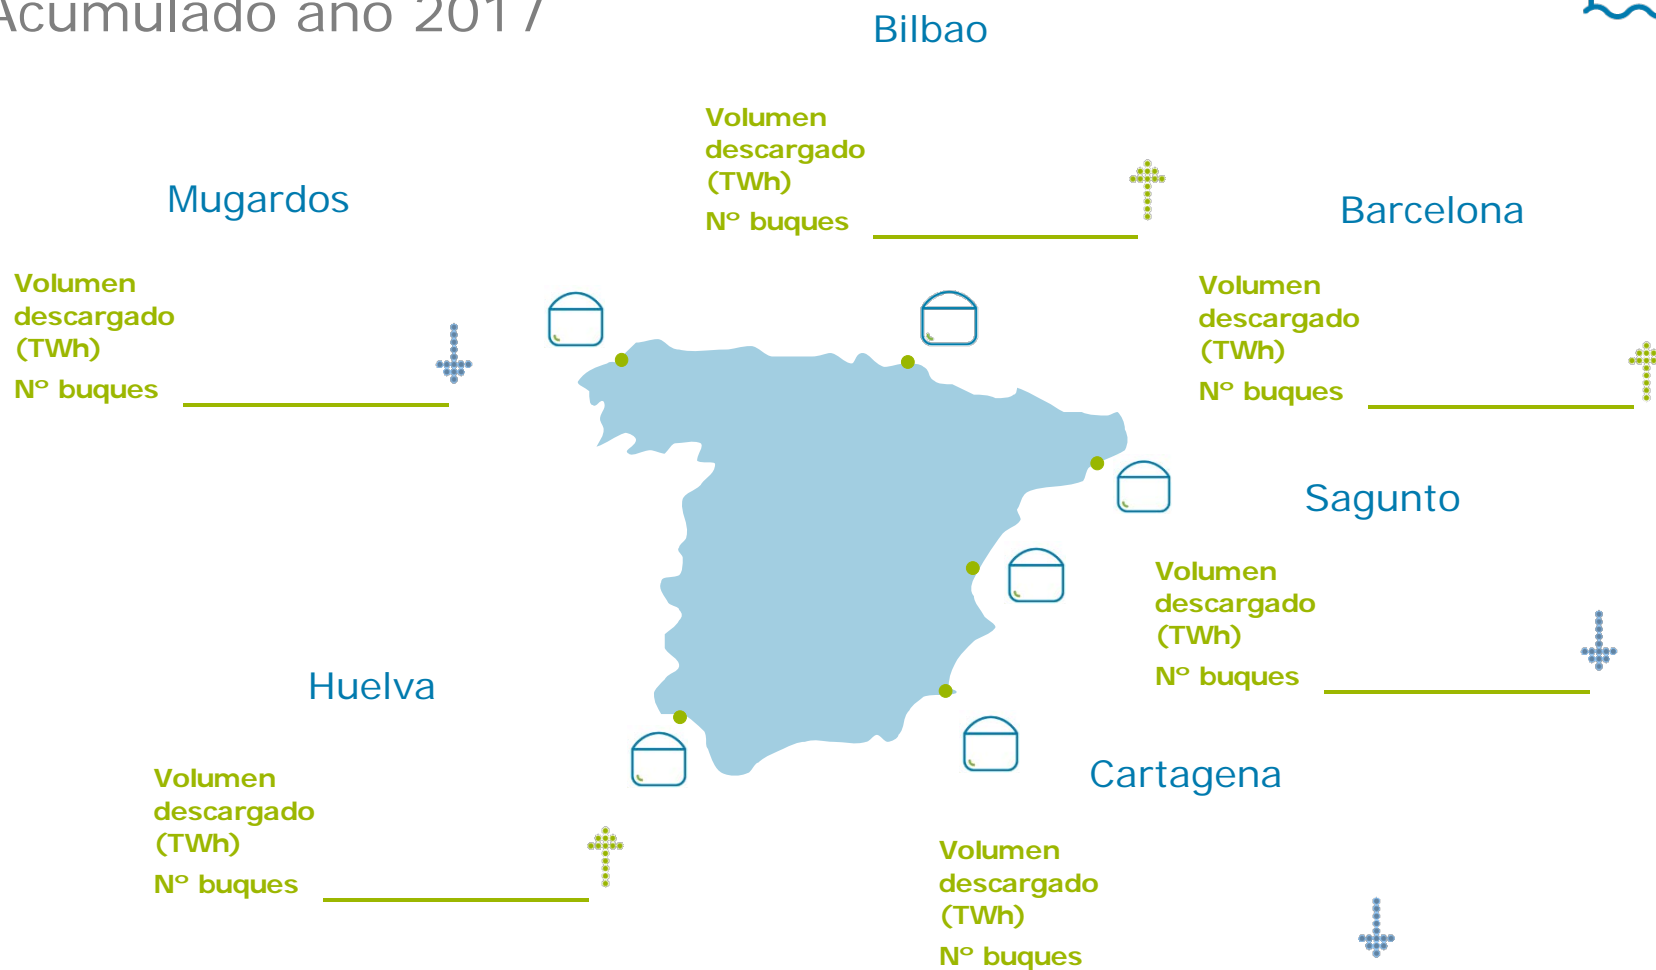 Acumulado año 2017
Bilbao
Volumen
descargado
(TWh)
Nº buques
Mugardos
Volumen
descargado
(TWh)
Nº buques
Barcelona
Volumen
descargado
(TWh)
Nº buques
Sagunto
Volumen
descargado
(TWh)
Nº buques
Huelva
Volumen
descargado
(TWh)
Nº buques
Cartagena
Volumen
descargado
(TWh)
Nº buques